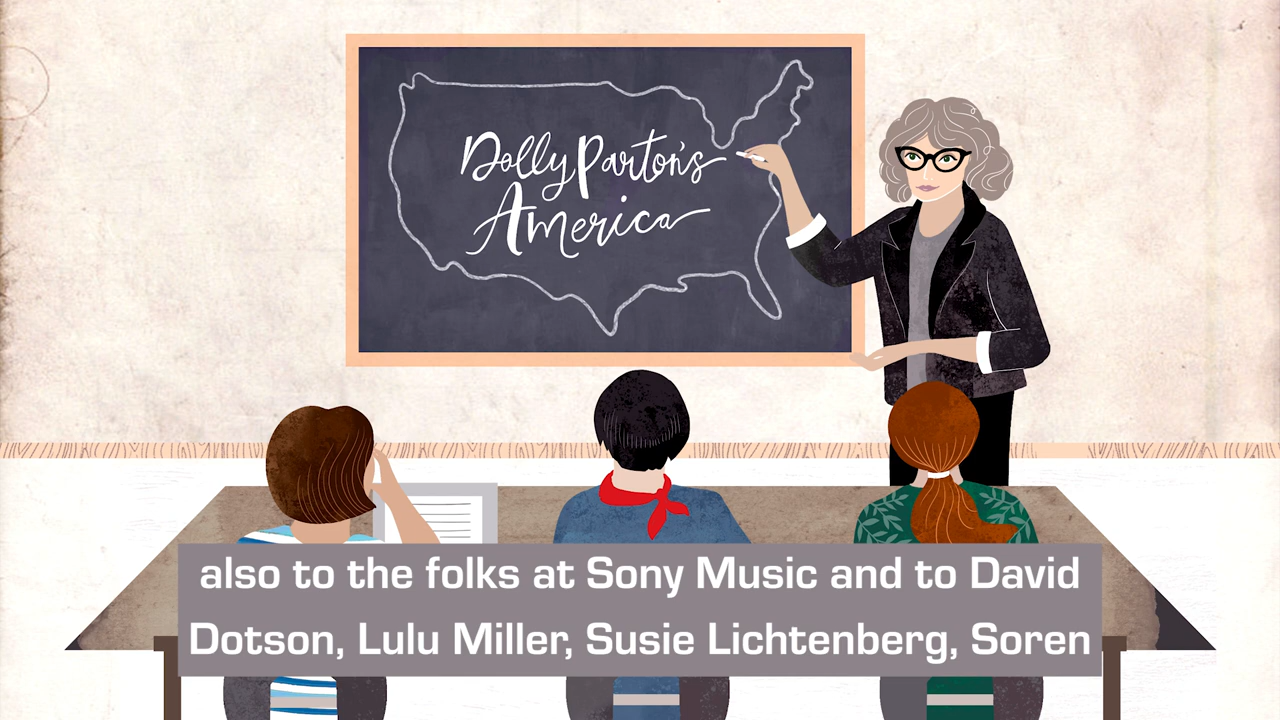 Dolly Parton's
America
also to the folks at Sony Music and to David
Dotson, Lulu Miller, Susie Lichtenberg, Soren